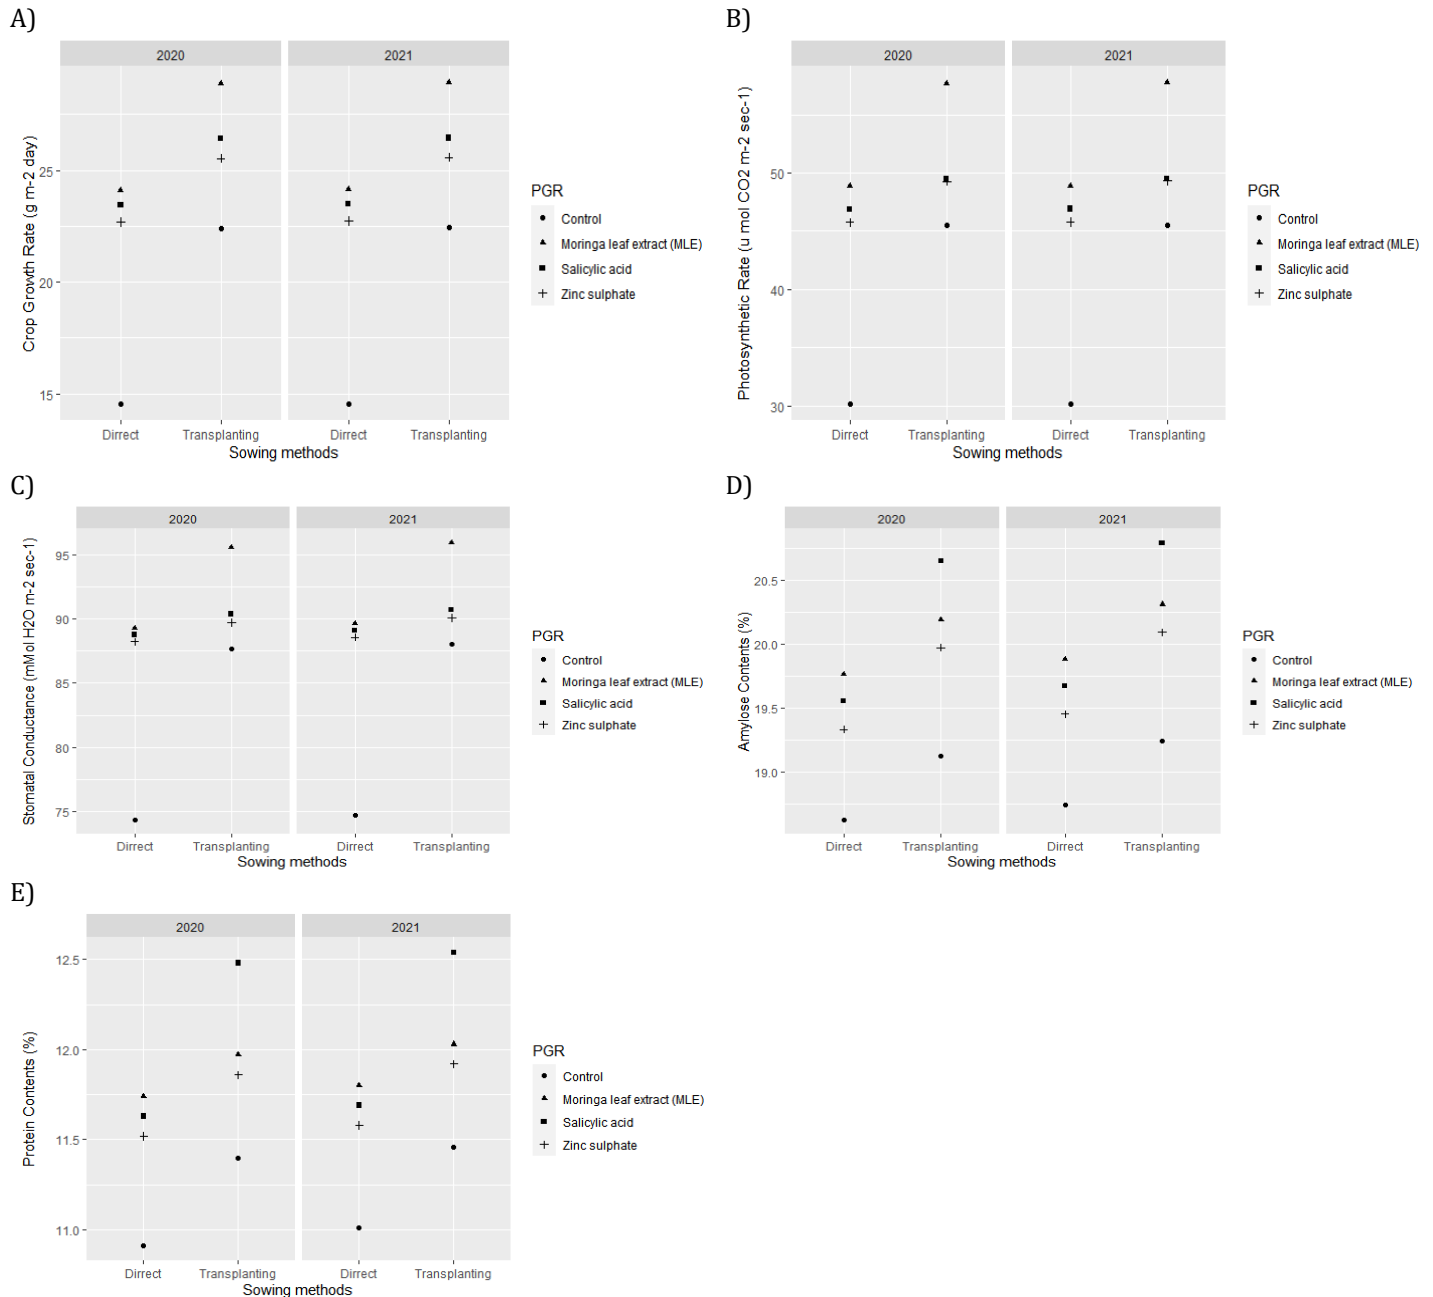 A)
2020 2021
Crop Growth Rate (g m-2 day)
25
20
15
Dirrect Transplanting Dirrect Transplanting
Sowing methods
PGR
Control
Moringa leaf extract (MLE)
Salicylic acid
Zinc sulphate
B)
2020 2021
Photosynthetic Rate (u mol CO2 m-2 sec-1)
50
40
30
Dirrect Transplanting Dirrect Transplanting
Sowing methods
PGR
Control
Moringa leaf extract (MLE)
Salicylic acid
Zinc sulphate
C)
2020 2021
Stomatal Conductance (mMol H2O m-2 sec-1)
95
90
85
80
75
Dirrect Transplanting Dirrect Transplanting
Sowing methods
PGR
Control
Moringa leaf extract (MLE)
Salicylic acid
Zinc sulphate
D)
2020 2021
Amylose Contents (%)
20.5
20.0
19.5
19.0
Dirrect Transplanting Dirrect Transplanting
Sowing methods
PGR
Control
Moringa leaf extract (MLE)
Salicylic acid
Zinc sulphate
E)
2020 2021
Protein Contents (%)
12.5
12.0
11.5
11.0
Dirrect Transplanting Dirrect Transplanting
Sowing methods
PGR
Control
Moringa leaf extract (MLE)
Salicylic acid
Zinc sulphate